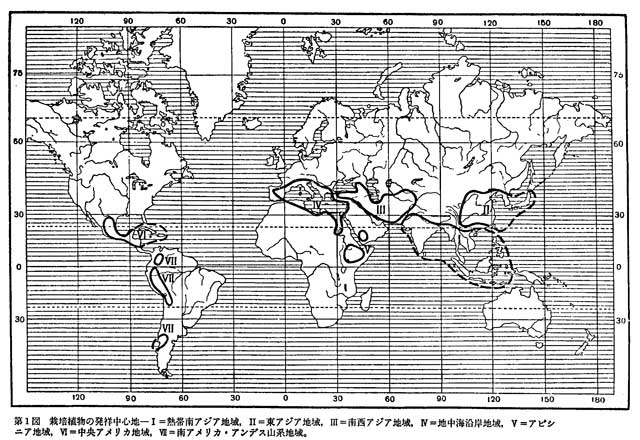 120 90 60 30 0 30 60 90 120 150 180
75 75
60 60
IV III II
30 30
VI V
VII I
0 0
VII
30 30
VII
120 90 60 30 0 30 60 90 120 150 180
第1図 栽培植物の発祥中心地—I=熱帯南アジア地域, II=東アジア地域, III=南西アジア地域, IV=地中海沿岸地域, V=アビシ
ニア地域, VI=中央アメリカ地域, VII=南アメリカ・アンデス山系地域。